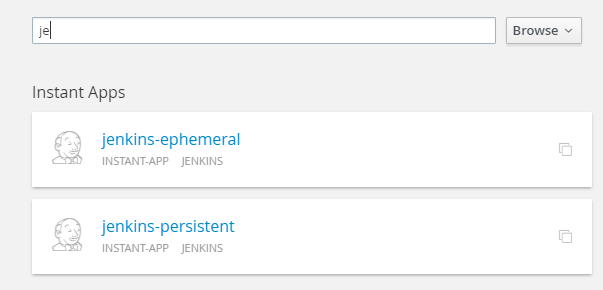 je
Browse
Instant Apps
jenkins-ephemeral
INSTANT-APP JENKINS
jenkins-persistent
INSTANT-APP JENKINS